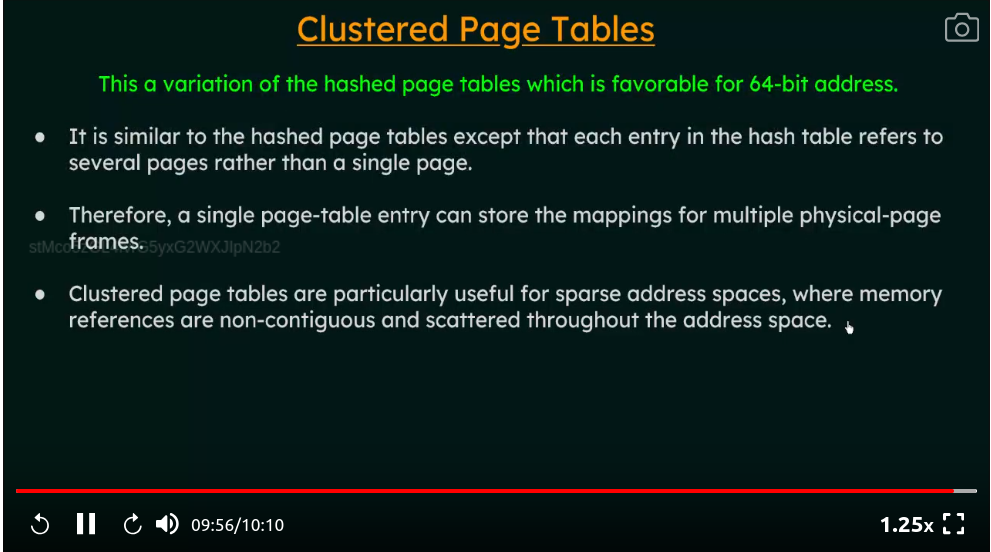 Clustered Page Tables
This a variation of the hashed page tables which is favorable for 64-bit address.
● It is similar to the hashed page tables except that each entry in the hash table refers to
several pages rather than a single page.
● Therefore, a single page-table entry can store the mappings for multiple physical-page
frames.
● Clustered page tables are particularly useful for sparse address spaces, where memory
references are non-contiguous and scattered throughout the address space.
09:56/10:10
1.25x